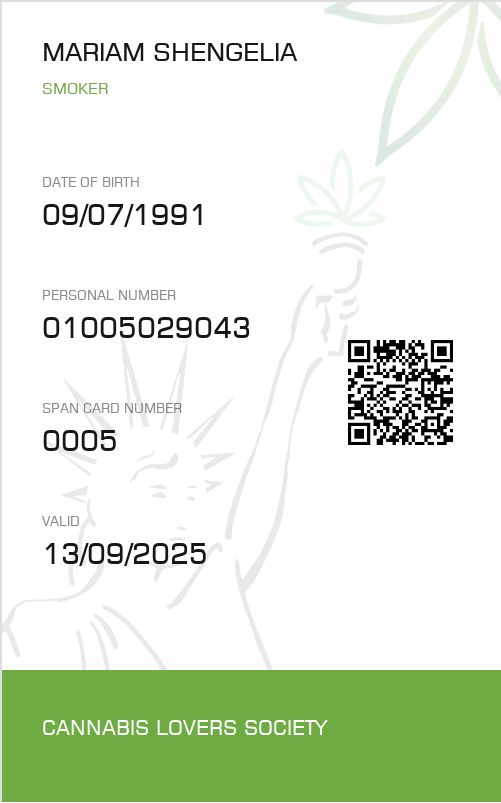 MARIAM SHENGELIA
SMOKER
DATE OF BIRTH
09/07/1991
PERSONAL NUMBER
01005029043
SPAN CARD NUMBER
0005
VALID
13/09/2025
CANNABIS LOVERS SOCIETY